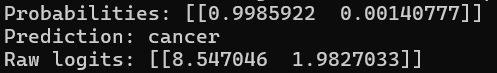 Probabilities: [[0.9985922  0.00140777]]
Prediction: cancer
Raw logits: [[8.547046  1.9827033]]